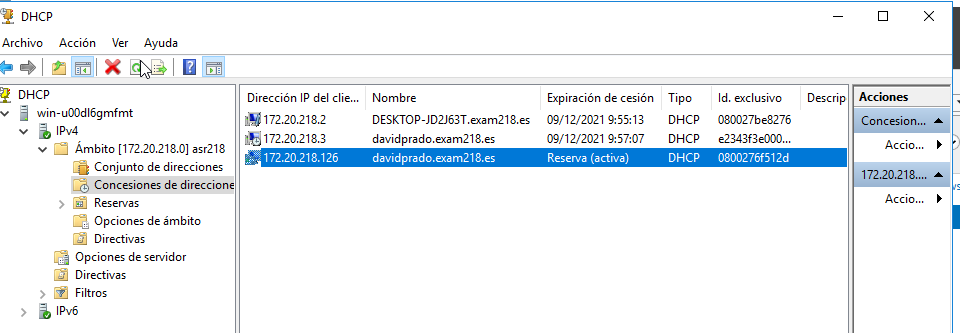 DHCP
Archivo Acción Ver Ayuda
DHCP
win-u00dl6gmfmt
IPv4
Ámbito [172.20.218.0] asr218
Conjunto de direcciones
Concesiones de direccione
Reservas
Opciones de ámbito
Directivas
Opciones de servidor
Directivas
Filtros
IPv6
Dirección IP del clie... Nombre Expiración de cesión Tipo Id. exclusivo Descrip
172.20.218.2 DESKTOP-JD2J63T.exam218.es 09/12/2021 9:55:13 DHCP 080027be8276
172.20.218.3 davidprado.exam218.es 09/12/2021 9:57:07 DHCP e2343f3e000...
172.20.218.126 davidprado.exam218.es Reserva (activa) DHCP 0800276f512d
Acciones
Concesion...
Accio...
172.20.218....
Accio...